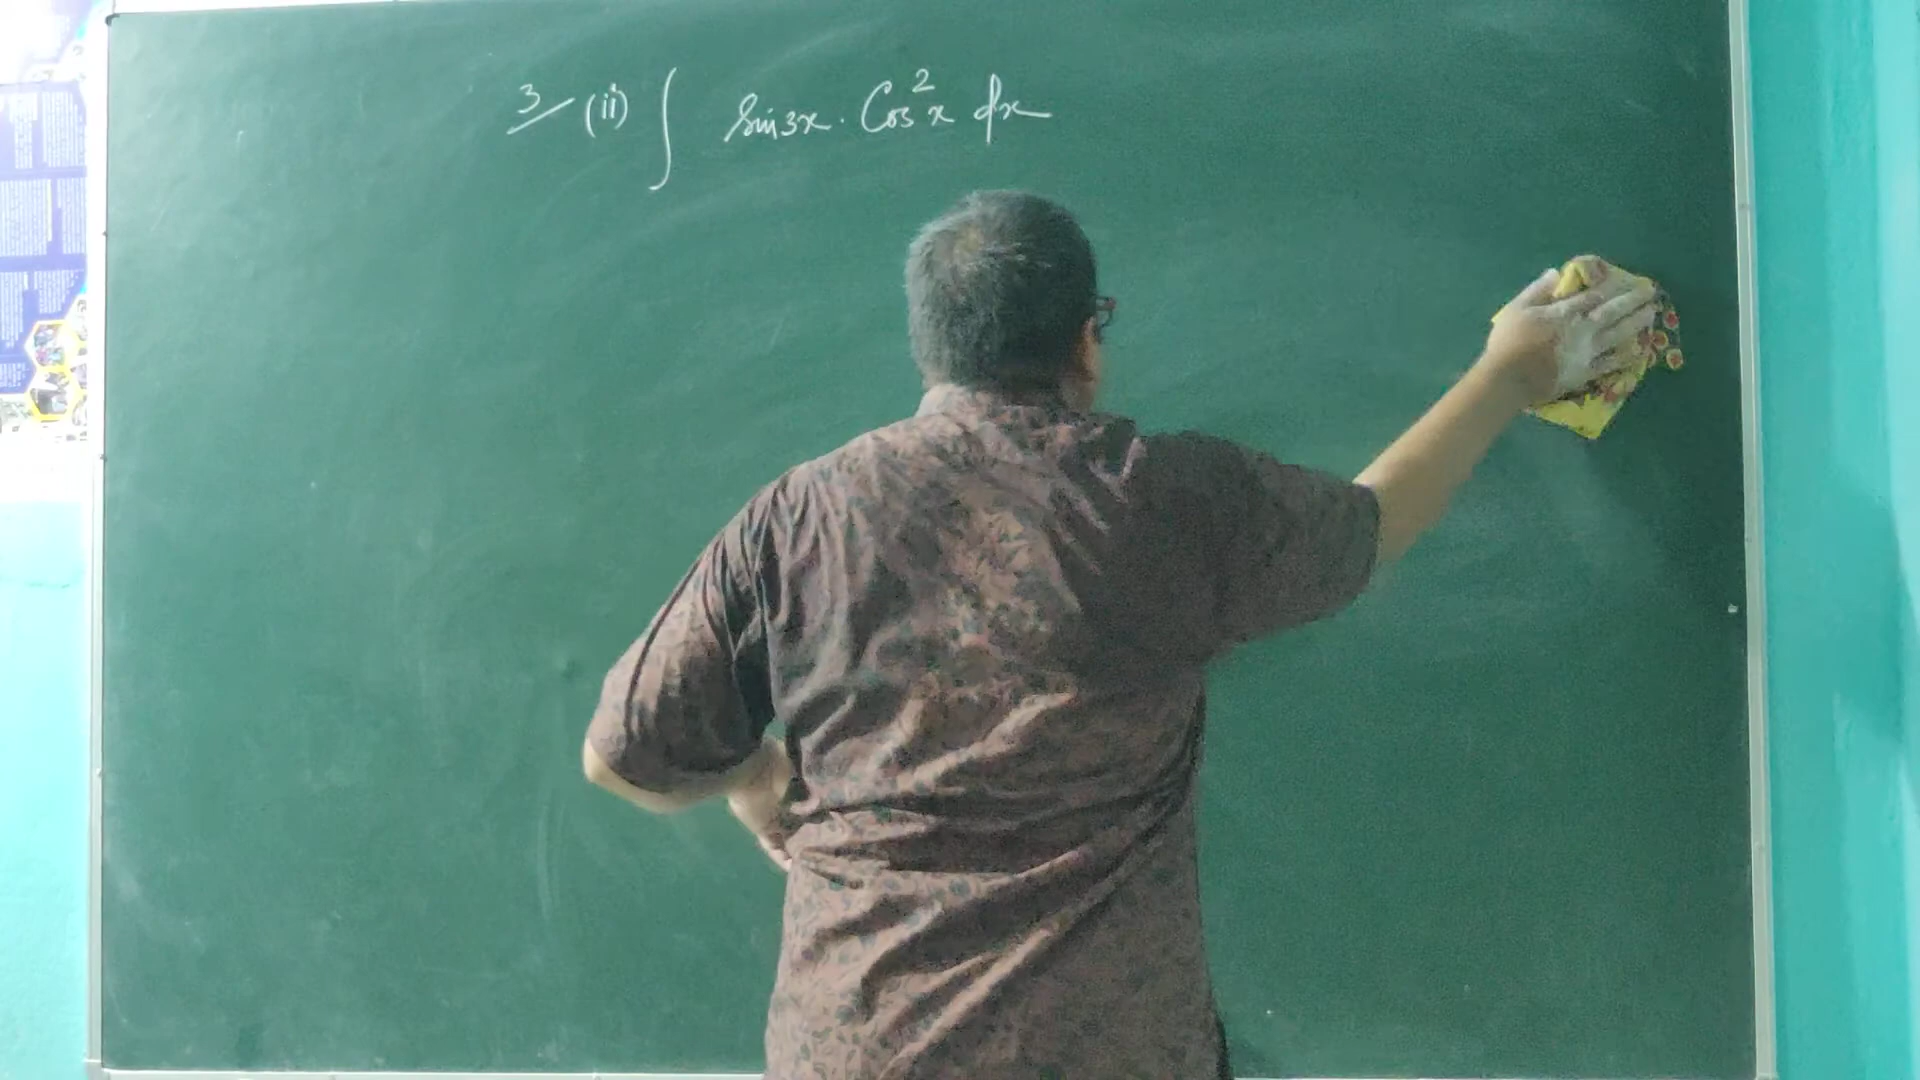 3 (ii) ∫ Sin3x . Cos²x dx